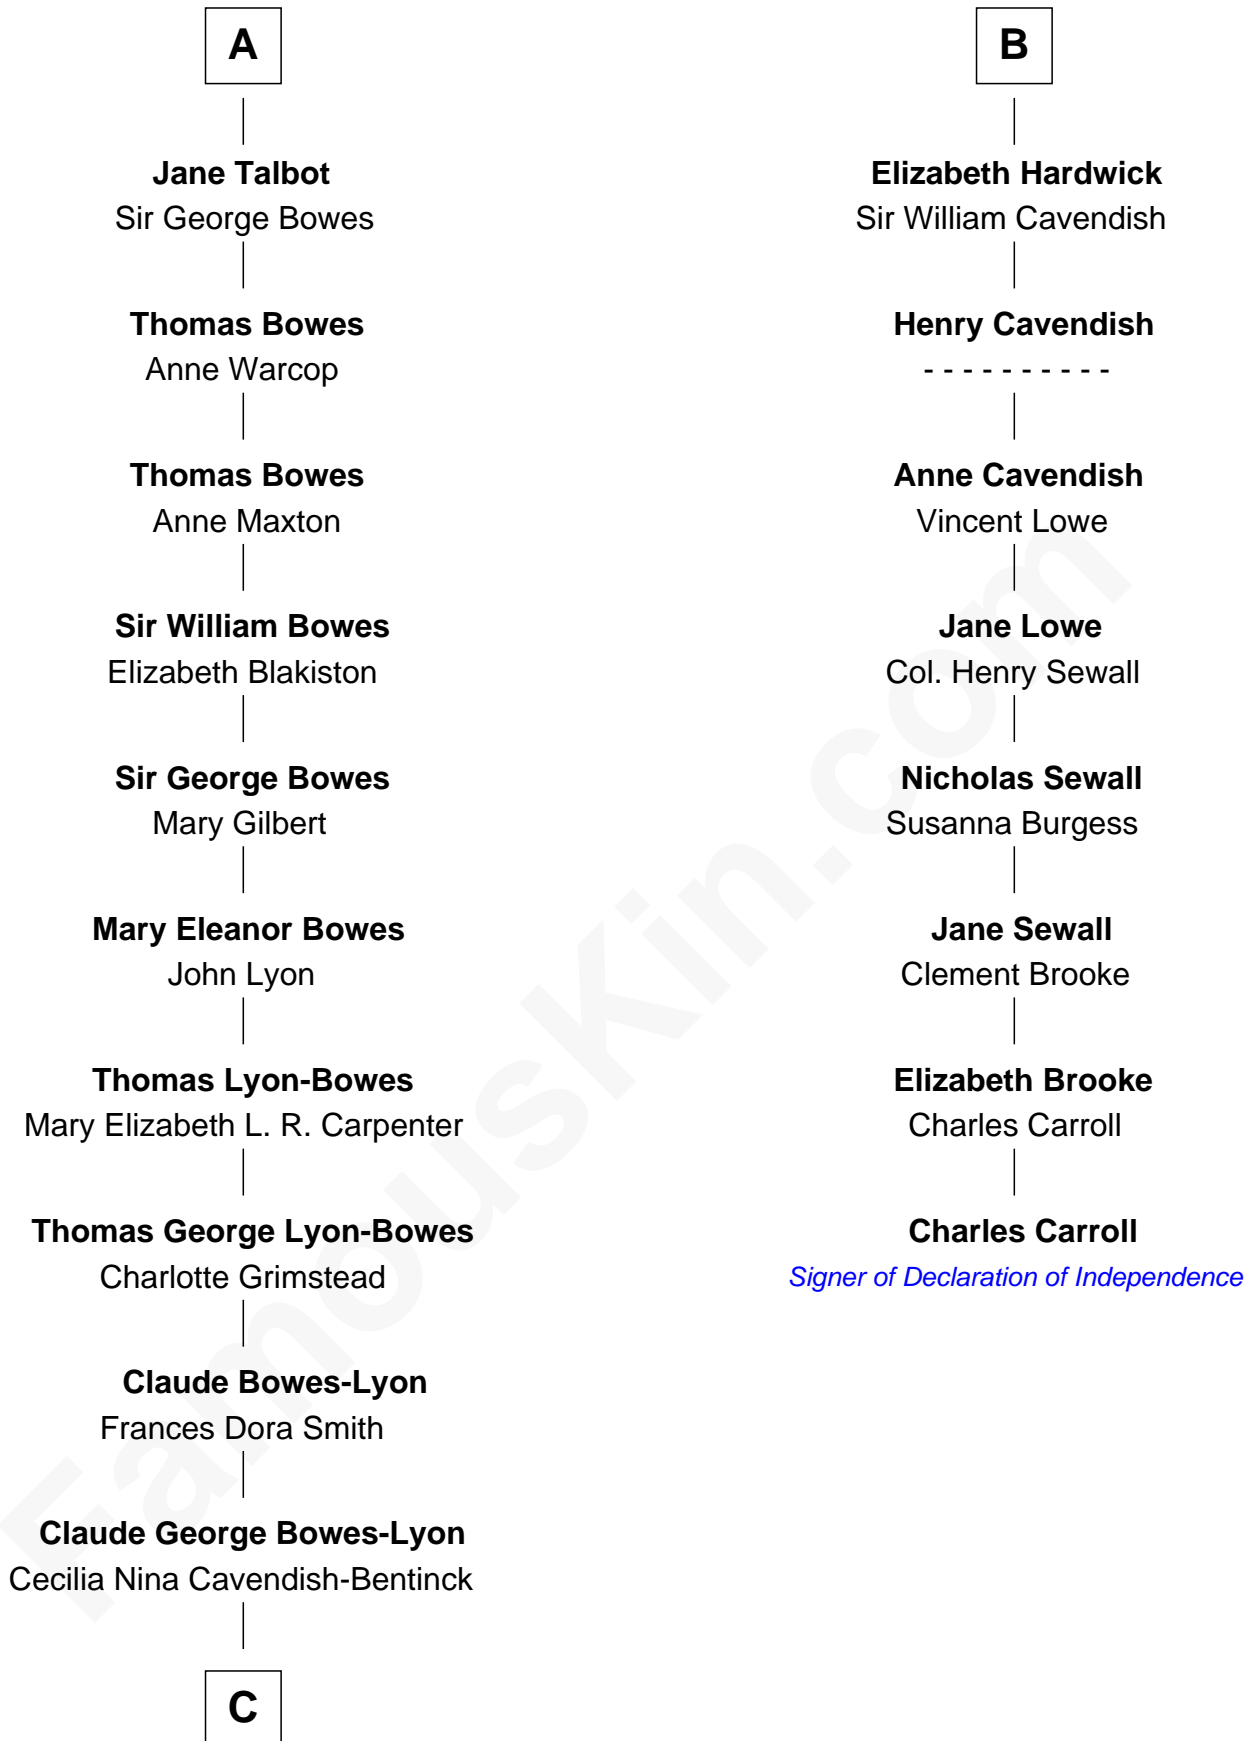 A
Jane Talbot
Sir George Bowes
Thomas Bowes
Anne Warcop
Thomas Bowes
Anne Maxton
Sir William Bowes
Elizabeth Blakiston
Sir George Bowes
Mary Gilbert
Mary Eleanor Bowes
John Lyon
Thomas Lyon-Bowes
Mary Elizabeth L. R. Carpenter
Thomas George Lyon-Bowes
Charlotte Grimstead
Claude Bowes-Lyon
Frances Dora Smith
Claude George Bowes-Lyon
Cecilia Nina Cavendish-Bentinck
C
B
Elizabeth Hardwick
Sir William Cavendish
Henry Cavendish
- - - - - - - - - -
Anne Cavendish
Vincent Lowe
Jane Lowe
Col. Henry Sewall
Nicholas Sewall
Susanna Burgess
Jane Sewall
Clement Brooke
Elizabeth Brooke
Charles Carroll
Charles Carroll
Signer of Declaration of Independence
FamousKin.com